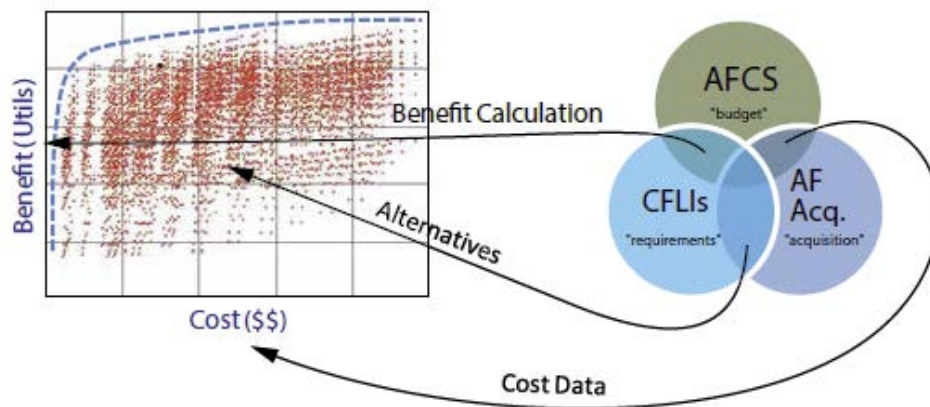 Benefit (Utils)
Cost ($$)
Benefit Calculation
Alternatives
Cost Data
AFCS
"budget"
CFLIs
"requirements"
AF
Acq.
"acquisition"